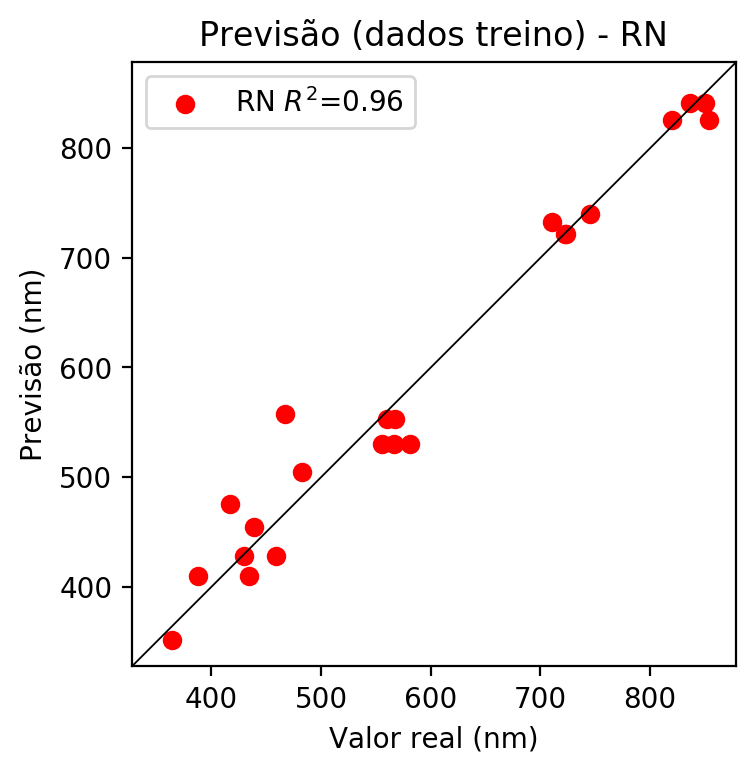 Previsão (dados treino) - RN
RN R²=0.96
Previsão (nm)
800
700
600
500
400
400 500 600 700 800
Valor real (nm)